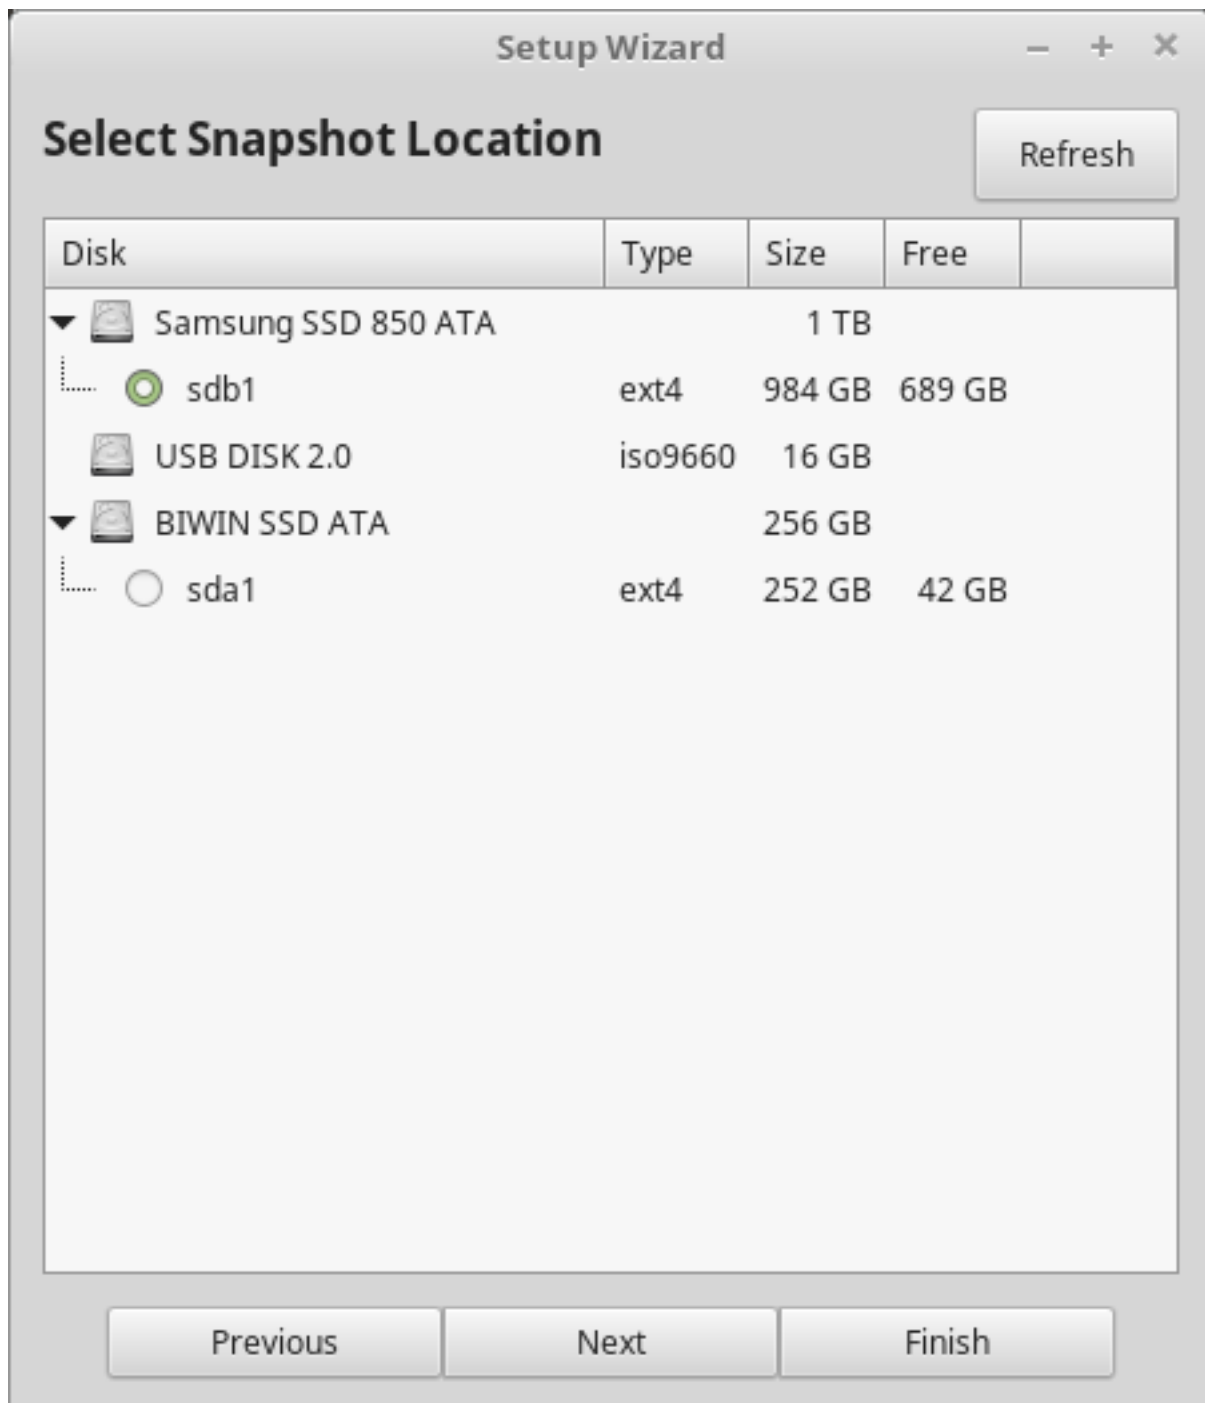 Setup Wizard
Select Snapshot Location
Refresh
Disk Type Size Free
Samsung SSD 850 ATA 1 TB
sdb1 ext4 984 GB 689 GB
USB DISK 2.0 iso9660 16 GB
BIWIN SSD ATA 256 GB
sda1 ext4 252 GB 42 GB
Previous Next Finish